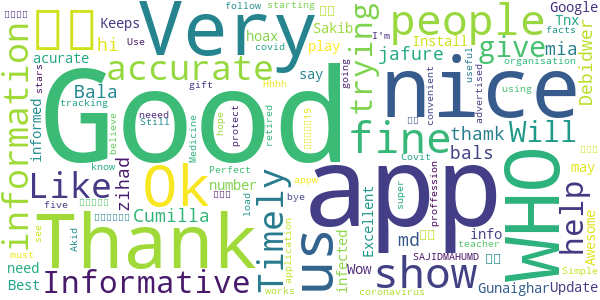 Good
app
Very
Thank
nice
WHO
Ok
fine
us
people
show
accurate
information
Informative
Like
Timely
help
give
trying
Will
Bala
Cumilla
jafure
mia
thamk
bals
md
zihad
hi
Keeps
acurate
informed
need
Best
number
infected
Excellent
info
may
Update
Gunaighar
Debidwer
Awesome
Google
Tnx
Install
play
say
Sakib
hoax
follow
starting
covid
Use
facts
I'm
going
organisation
useful
advertised
convenient
using
neeed
protect
retired
hope
gift
Hhhh
Still
believe
know
Medicine
Perfect
tracking
stars
five
must
see
Akid
bye
load
apps
application
works
wow
coronavirus
Covit
super
proffession
teacher
SAJIDMAHUMD
Simple